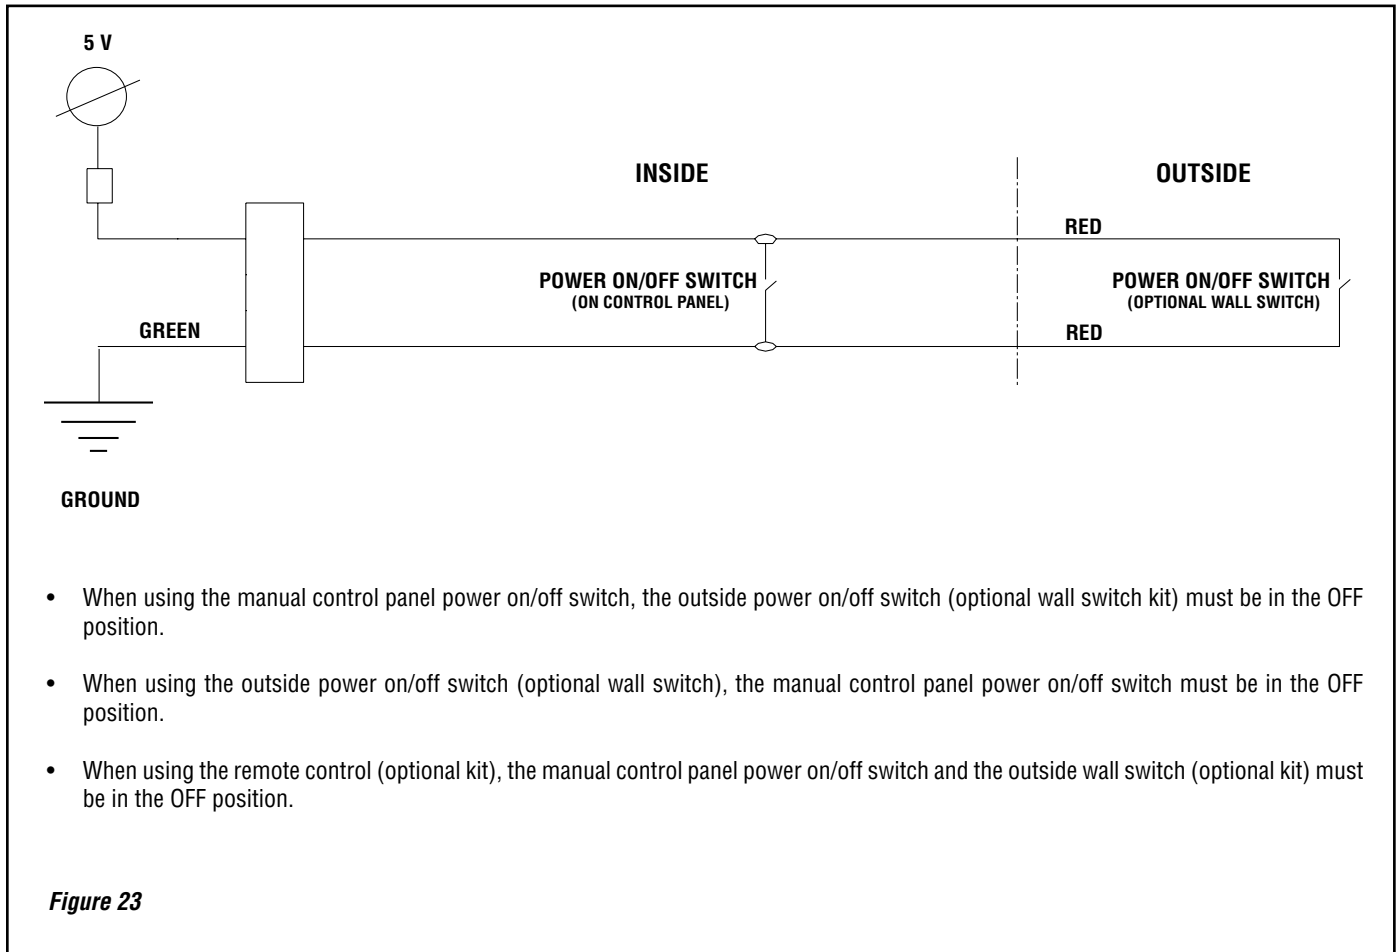 5 V
INSIDE
OUTSIDE
RED
POWER ON/OFF SWITCH
(ON CONTROL PANEL)
POWER ON/OFF SWITCH
(OPTIONAL WALL SWITCH)
GREEN
RED
GROUND
• When using the manual control panel power on/off switch, the outside power on/off switch (optional wall switch kit) must be in the OFF
position.
• When using the outside power on/off switch (optional wall switch), the manual control panel power on/off switch must be in the OFF
position.
• When using the remote control (optional kit), the manual control panel power on/off switch and the outside wall switch (optional kit) must
be in the OFF position.
Figure 23